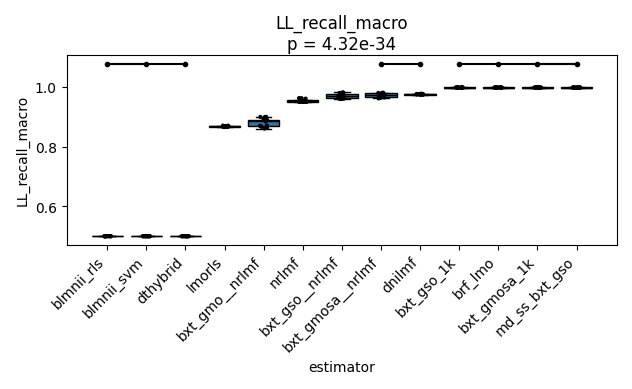 LL_recall_macro
p = 4.32e-34
LL_recall_macro
1.0
0.8
0.6
blmnii_rls
blmnii_svm
dthybrid
lmorls
bxt_gmo__nrlmf
nrlmf
bxt_gso__nrlmf
bxt_gmosa__nrlmf
dnilmf
bxt_gso_1k
brf_lmo
bxt_gmosa_1k
md_ss_bxt_gso
estimator